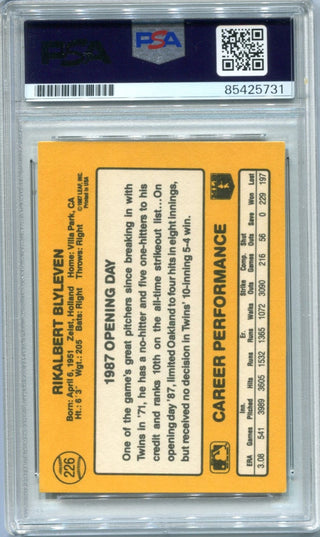 PSA
PSA
85425731
226
RIKALBERT BLYLEVEN
Born: April 6, 1951 Zeist, Holland Home: Villa Park, CA
Ht.: 6'3" Wgt.: 205 Bats: Right Throws: Right
© 1987 LEAF, INC.
Printed in USA
1987 OPENING DAY
One of the game's great pitchers since breaking in with
Twins in '71, he has a no-hitter and five one-hitters to his
credit and ranks 10th on the all-time strikeout list...On
opening day '87, limited Oakland to four hits in eight innings,
but received no decision in Twins' 10-inning 5-4 win.
CAREER PERFORMANCE
Inn. Er. Strike Comp. Shut
ERA Games Pitched Hits Runs Runs Walks Outs Games Outs Save Won Lost
3.08 541 3989 3605 1532 1365 1072 3090 216 56 0 229 197